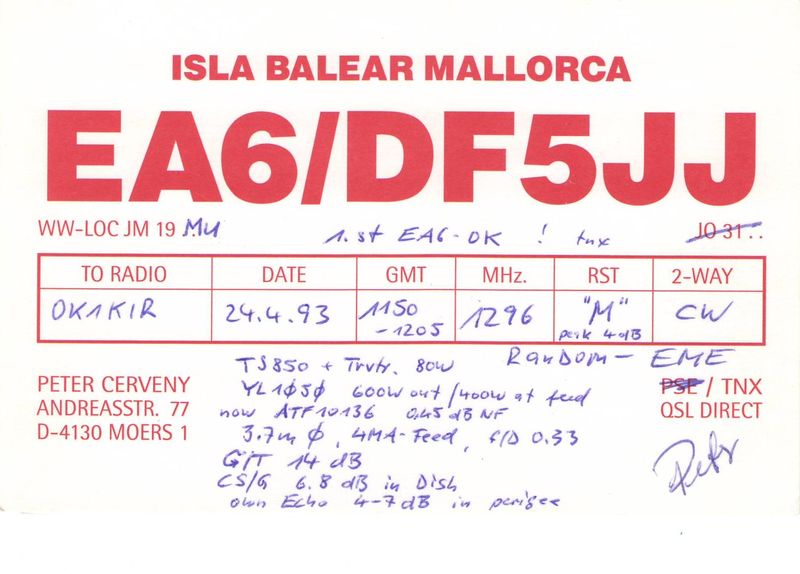 ISLA BALEAR MALLORCA
EA6/DF5JJ
WW-LOC JM 19 MU 1.st EA6-OK ! tnx JO 31..
TO RADIO DATE GMT MHz. RST 2-WAY
OK1KIR 24.4.93 1150 -1205 1296 "M" peak 4dB CW
TS850 + Trvtr. 80W RANDOM- EME
PETER CERVENY YL1050 600W out/400W at feed PSE / TNX
ANDREASSTR. 77 now ATF10136 0.45 dB NF QSL DIRECT
D-4130 MOERS 1 3.7m Ø, 4MA-Feed, f/D 0.33
G/T 14 dB Petr
CS/G 6.8 dB in Dish
own Echo 4-7dB in perigee